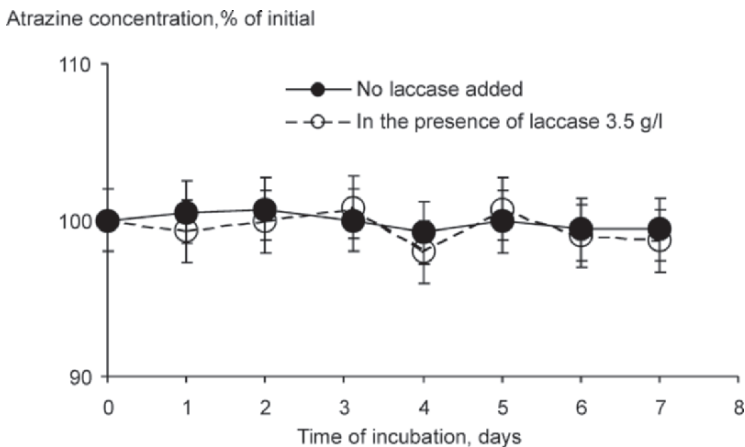 Atrazine concentration,% of initial
110
No laccase added
In the presence of laccase 3.5 g/l
100
90
0 1 2 3 4 5 6 7 8
Time of incubation, days